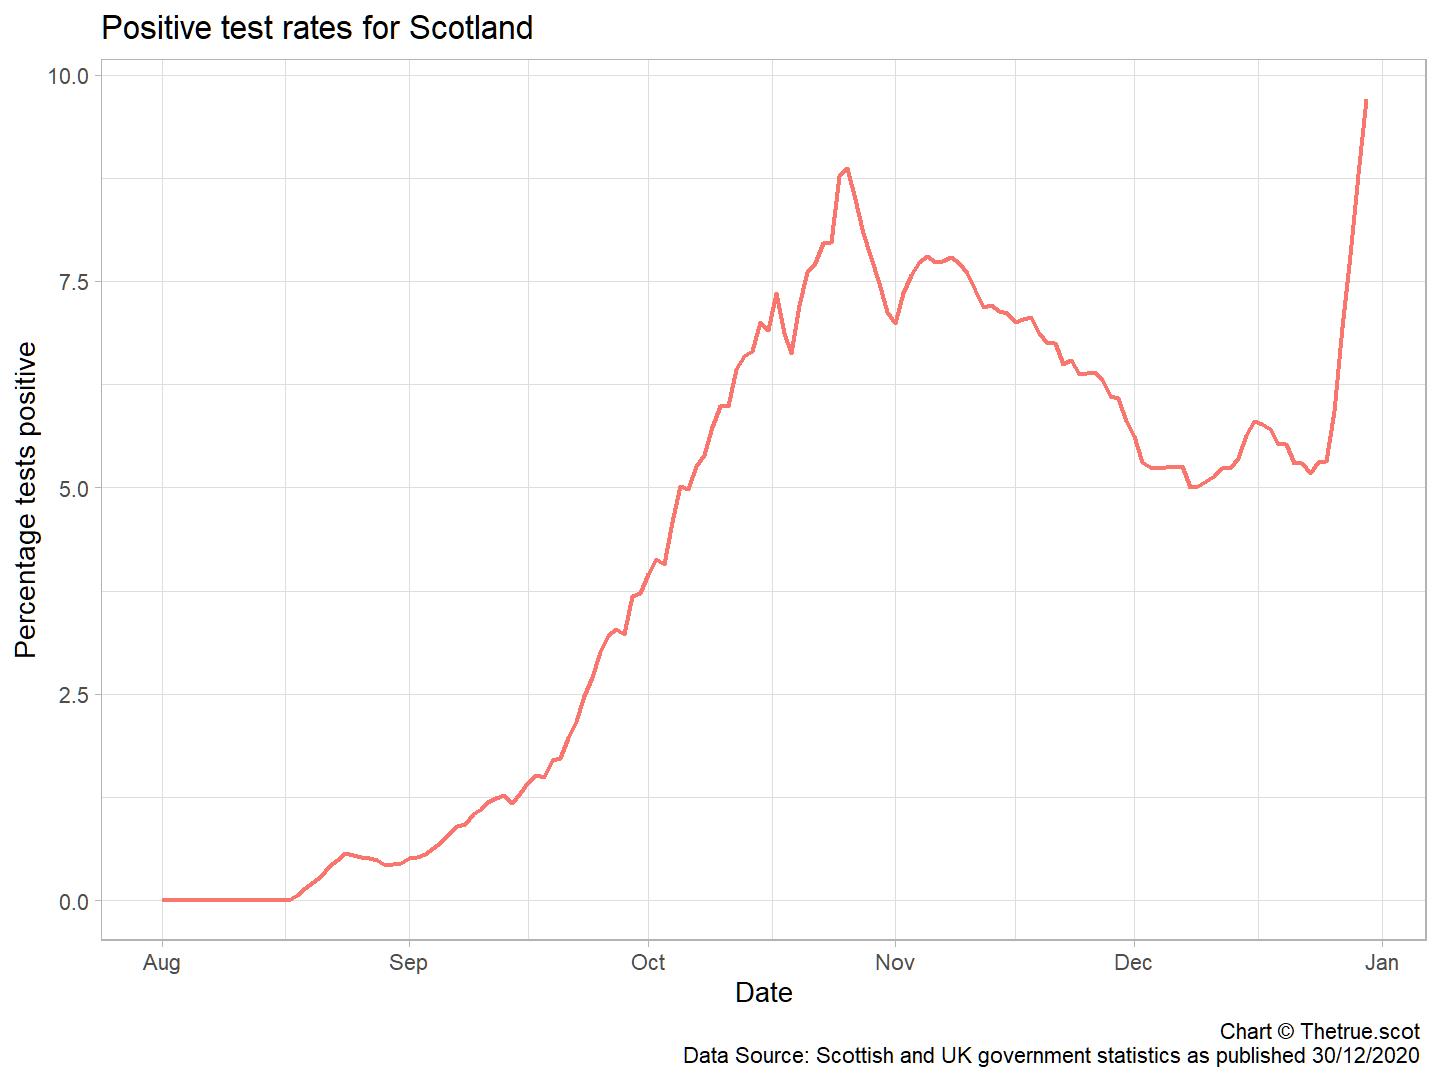 Positive test rates for Scotland
10.0
7.5
5.0
2.5
0.0
Percentage tests positive
Aug Sep Oct Nov Dec Jan
Date
Chart © Thetrue.scot
Data Source: Scottish and UK government statistics as published 30/12/2020